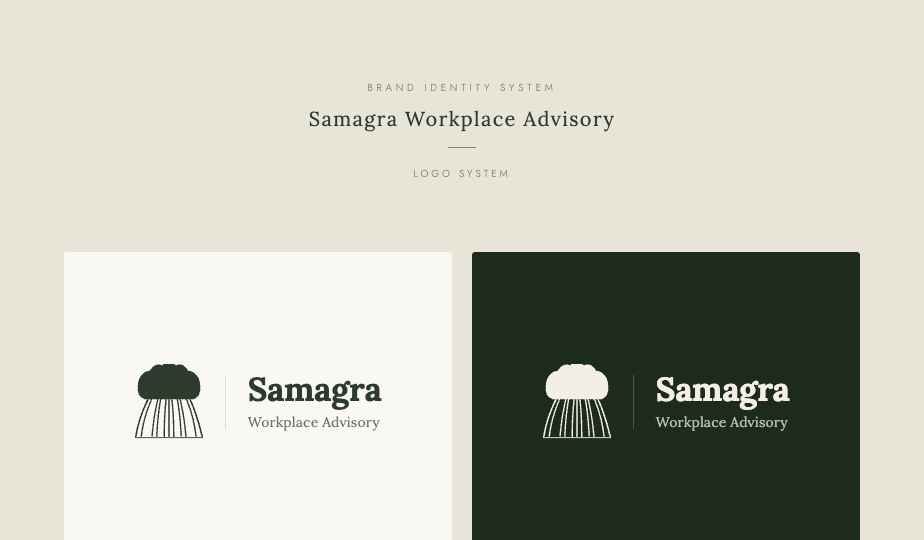 BRAND IDENTITY SYSTEM
Samagra Workplace Advisory
LOGO SYSTEM
Samagra
Workplace Advisory
Samagra
Workplace Advisory